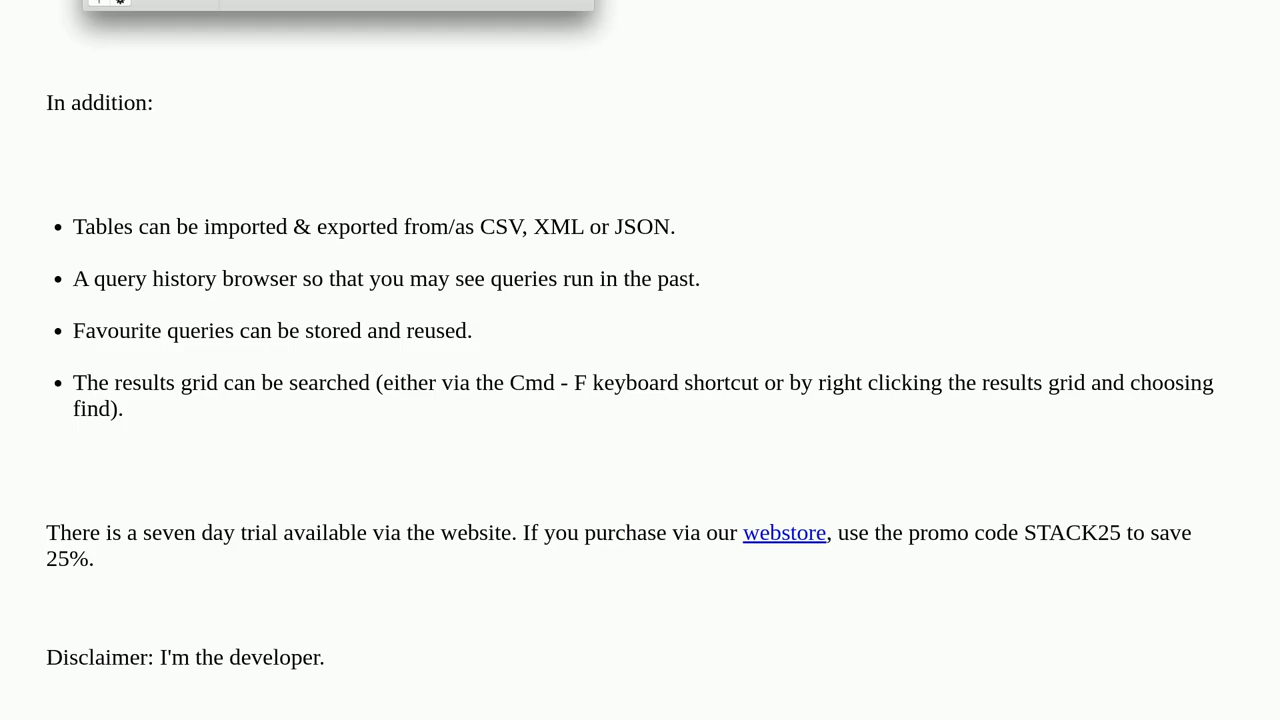 In addition:
• Tables can be imported & exported from/as CSV, XML or JSON.
• A query history browser so that you may see queries run in the past.
• Favourite queries can be stored and reused.
• The results grid can be searched (either via the Cmd - F keyboard shortcut or by right clicking the results grid and choosing
find).
There is a seven day trial available via the website. If you purchase via our webstore, use the promo code STACK25 to save
25%.
Disclaimer: I'm the developer.